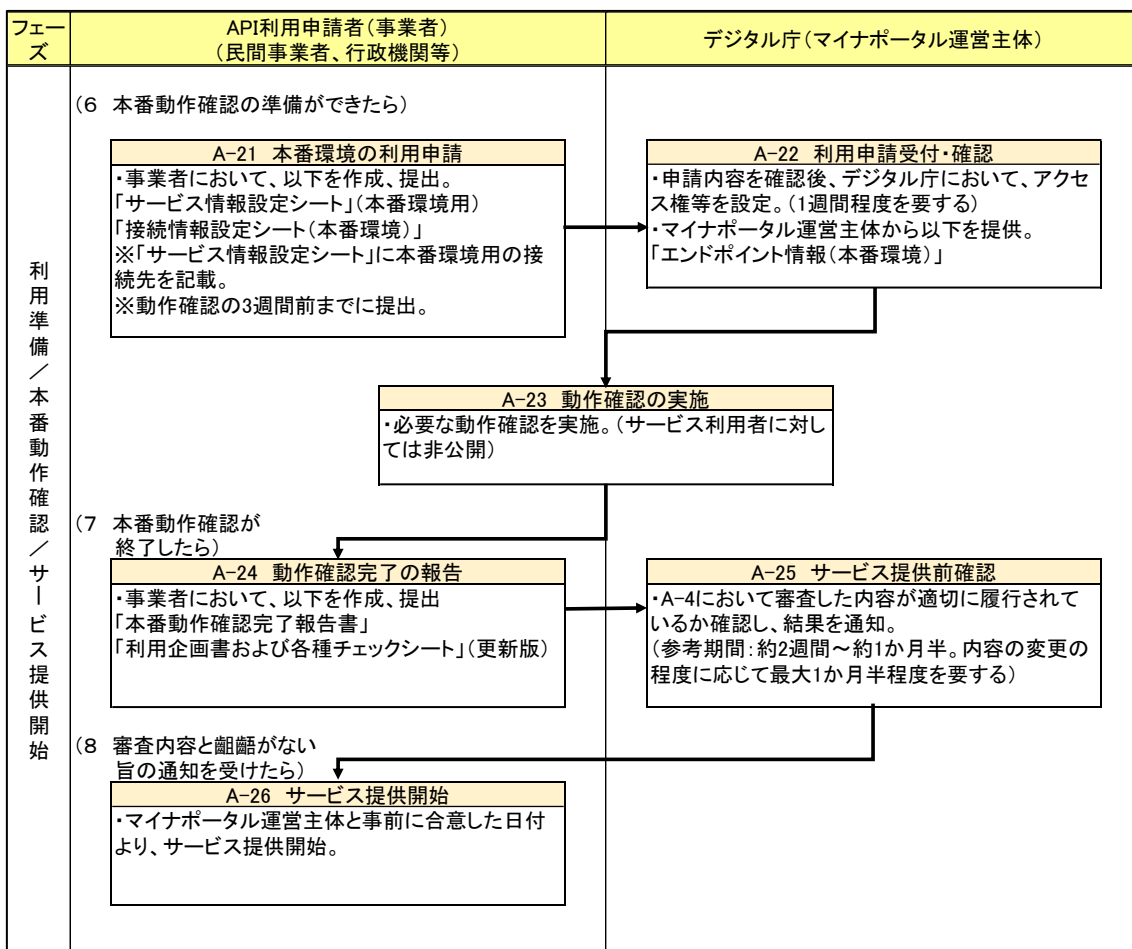 フェーズ
API利用申請者（事業者）
（民間事業者、行政機関等）
デジタル庁（マイナポータル運営主体）
利用準備／本番動作確認／サービス提供開始
（6 本番動作確認の準備ができたら）
A-21 本番環境の利用申請
・事業者において、以下を作成、提出。
「サービス情報設定シート」（本番環境用）
「接続情報設定シート（本番環境）」
※「サービス情報設定シート」に本番環境用の接
続先を記載。
※動作確認の3週間前までに提出。
A-22 利用申請受付・確認
・申請内容を確認後、デジタル庁において、アクセ
ス権等を設定。（1週間程度を要する）
・マイナポータル運営主体から以下を提供。
「エンドポイント情報（本番環境）」
A-23 動作確認の実施
・必要な動作確認を実施。（サービス利用者に対し
ては非公開）
（7 本番動作確認が
終了したら）
A-24 動作確認完了の報告
・事業者において、以下を作成、提出
「本番動作確認完了報告書」
「利用企画書および各種チェックシート」（更新版）
A-25 サービス提供前確認
・A-4において審査した内容が適切に履行されて
いるか確認し、結果を通知。
（参考期間：約2週間～約1か月半。内容の変更の
程度に応じて最大1か月半程度を要する）
（8 審査内容と齟齬がない
旨の通知を受けたら）
A-26 サービス提供開始
・マイナポータル運営主体と事前に合意した日付
より、サービス提供開始。